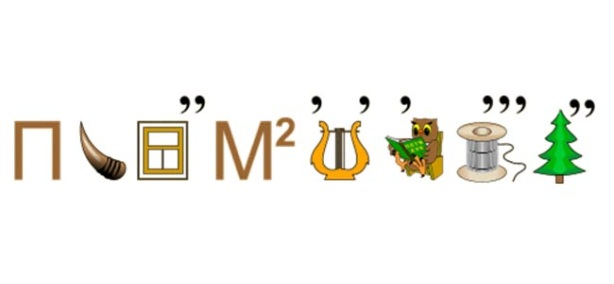 П ,, М² , , , ,,, ,,